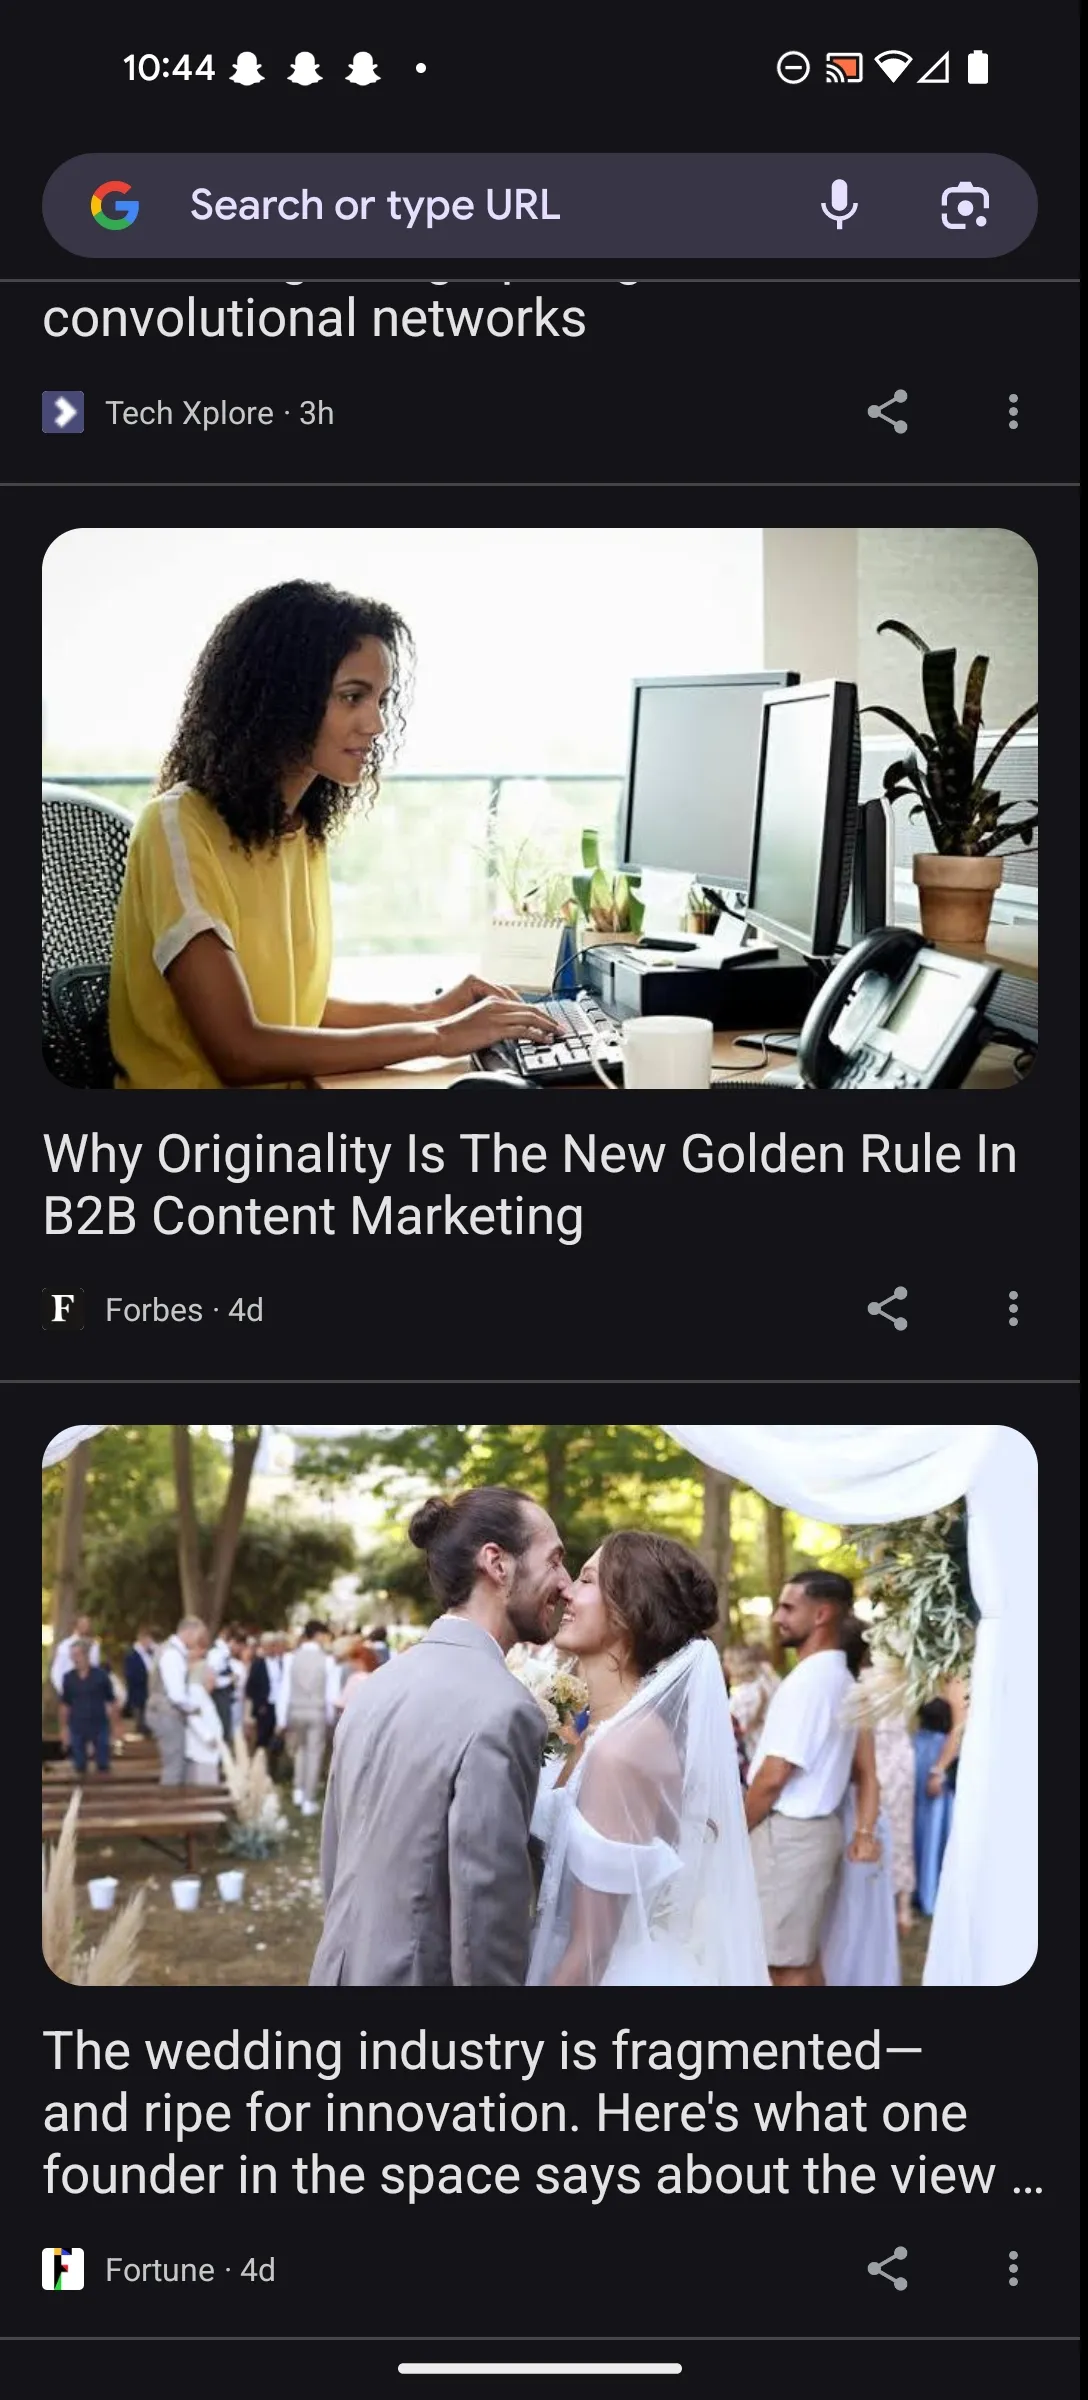 10:44
Search or type URL
convolutional networks
Tech Xplore · 3h
Why Originality Is The New Golden Rule In
B2B Content Marketing
F Forbes · 4d
The wedding industry is fragmented—
and ripe for innovation. Here's what one
founder in the space says about the view ...
F Fortune · 4d